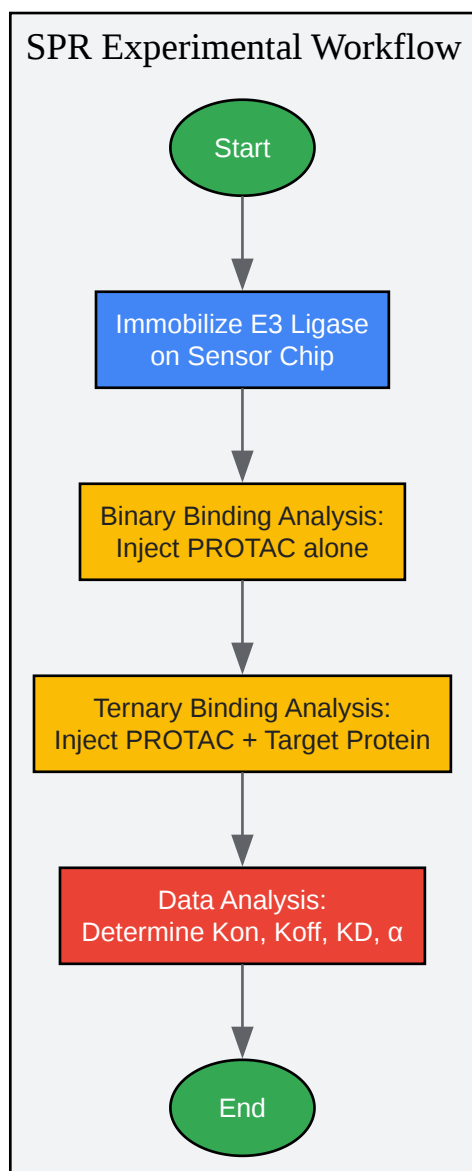 SPR Experimental Workflow
Start
Immobilize E3 Ligase
on Sensor Chip
Binary Binding Analysis:
Inject PROTAC alone
Ternary Binding Analysis:
Inject PROTAC + Target Protein
Data Analysis:
Determine Kon, Koff, KD, α
End